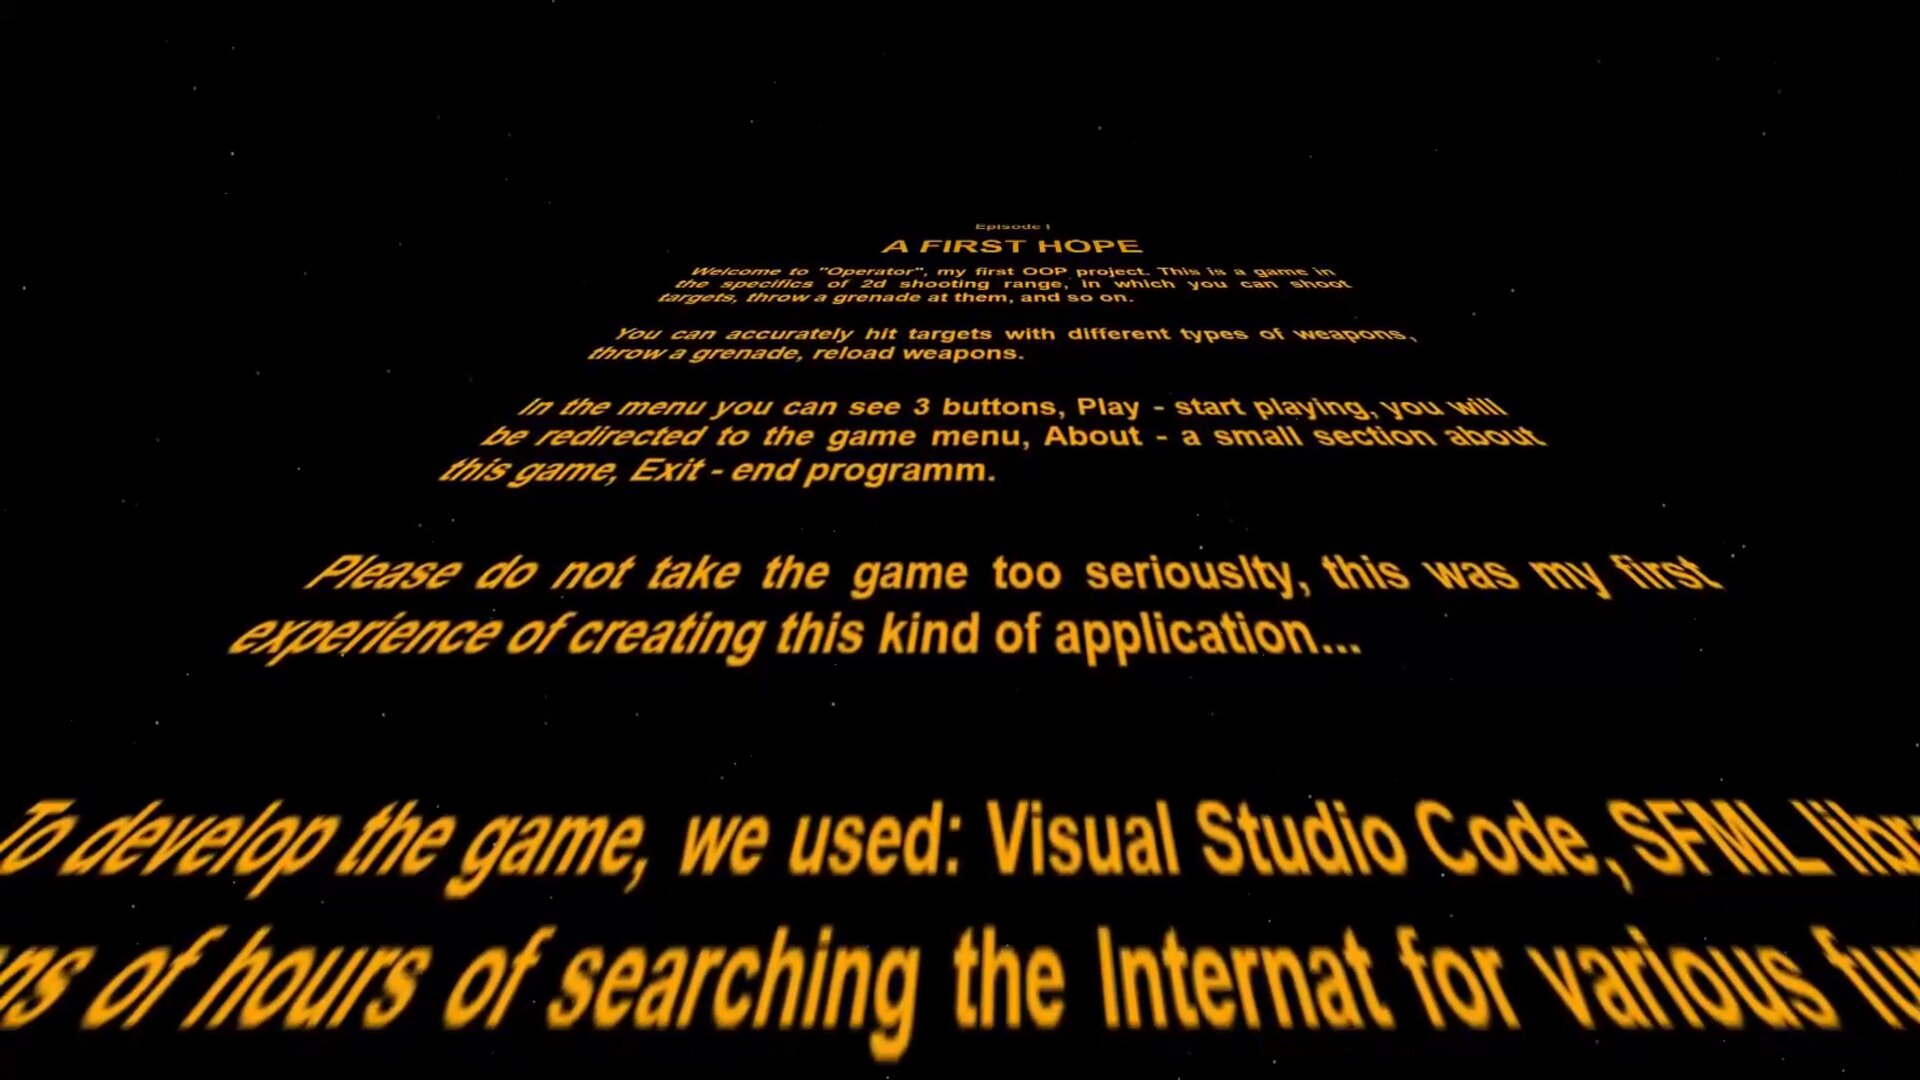 Episode I
A FIRST HOPE
Welcome to "Operator", my first OOP project. This is a game in
the specifics of 2d shooting range, in which you can shoot
targets, throw a grenade at them, and so on.
You can accurately hit targets with different types of weapons,
throw a grenade, reload weapons.
In the menu you can see 3 buttons, Play - start playing, you will
be redirected to the game menu, About - a small section about
this game, Exit - end programm.
Please do not take the game too seriouslty, this was my first
experience of creating this kind of application...
To develop the game, we used: Visual Studio Code, SFML
of hours of searching the Internat for various